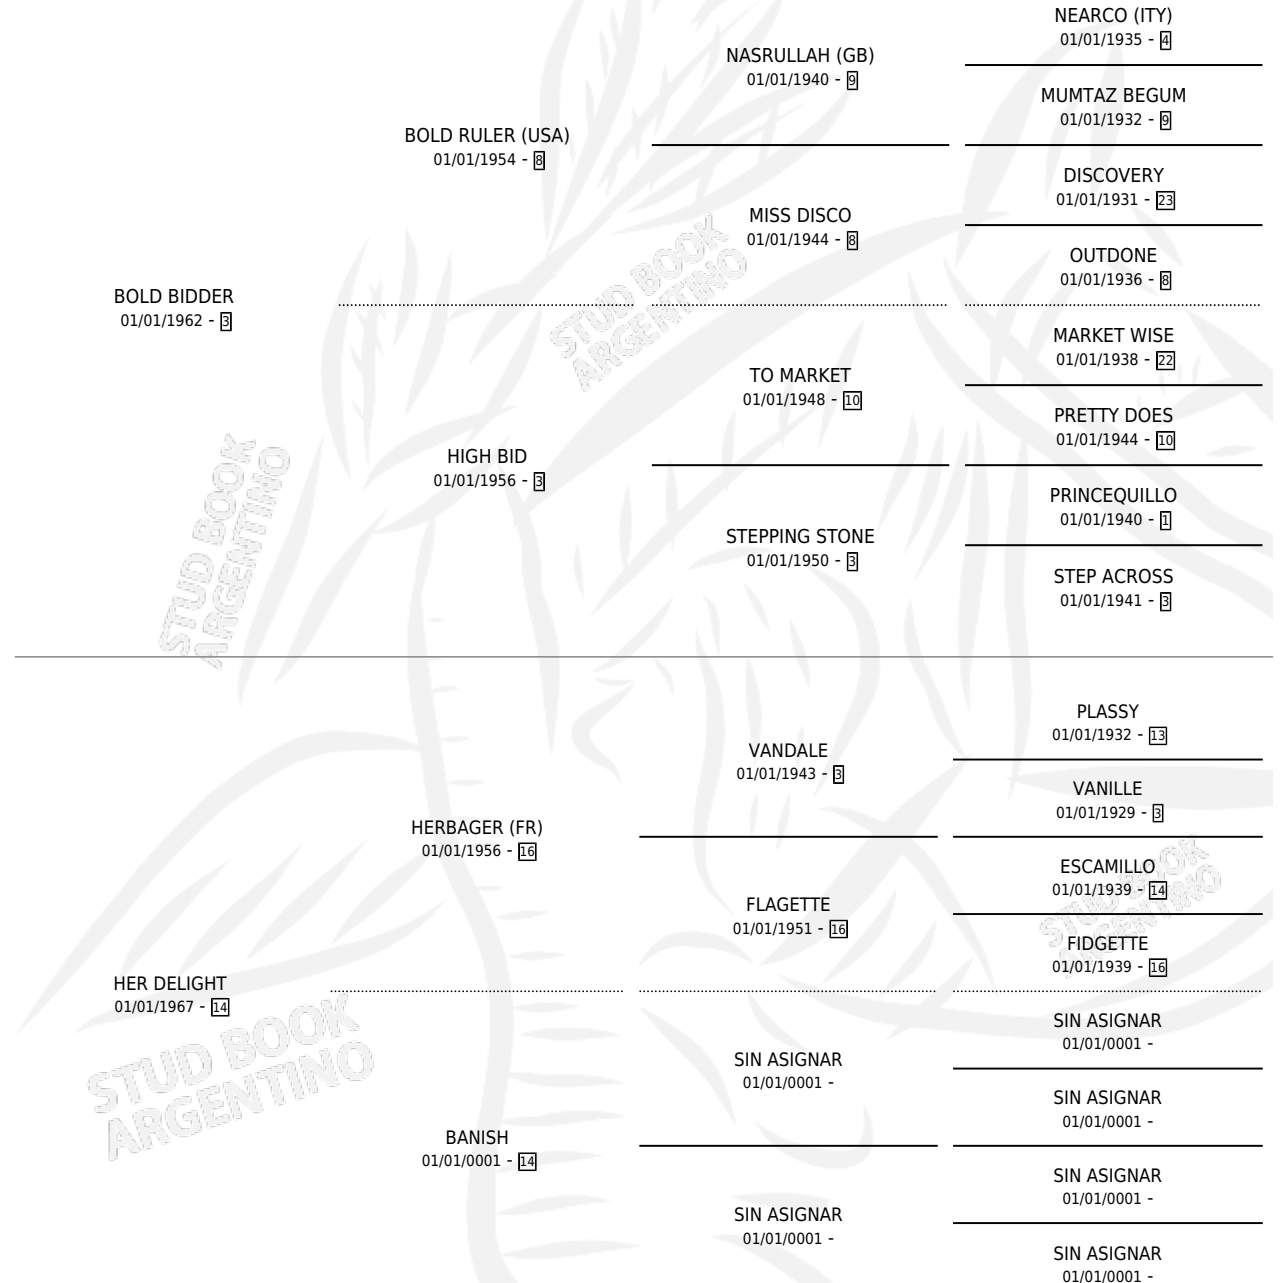 NEARCO (ITY)
01/01/1935 - 4
NASRULLAH (GB)
01/01/1940 - 9
MUMTAZ BEGUM
01/01/1932 - 9
BOLD RULER (USA)
01/01/1954 - 8
DISCOVERY
01/01/1931 - 23
MISS DISCO
01/01/1944 - 8
OUTDONE
01/01/1936 - 8
BOLD BIDDER
01/01/1962 - 3
MARKET WISE
01/01/1938 - 22
TO MARKET
01/01/1948 - 10
PRETTY DOES
01/01/1944 - 10
HIGH BID
01/01/1956 - 3
PRINCEQUILLO
01/01/1940 - 1
STEPPING STONE
01/01/1950 - 3
STEP ACROSS
01/01/1941 - 3
PLASSY
01/01/1932 - 13
VANDALE
01/01/1943 - 3
VANILLE
01/01/1929 - 3
HERBAGER (FR)
01/01/1956 - 16
ESCAMILLO
01/01/1939 - 14
FLAGETTE
01/01/1951 - 16
FIDGETTE
01/01/1939 - 16
HER DELIGHT
01/01/1967 - 14
SIN ASIGNAR
01/01/0001 -
SIN ASIGNAR
01/01/0001 -
SIN ASIGNAR
01/01/0001 -
BANISH
01/01/0001 - 14
SIN ASIGNAR
01/01/0001 -
SIN ASIGNAR
01/01/0001 -
SIN ASIGNAR
01/01/0001 -
STUD BOOK
ARGENTINO
STUD BOOK
ARGENTINO
STUD BOOK
ARGENTINO
STUD BOOK
ARGENTINO